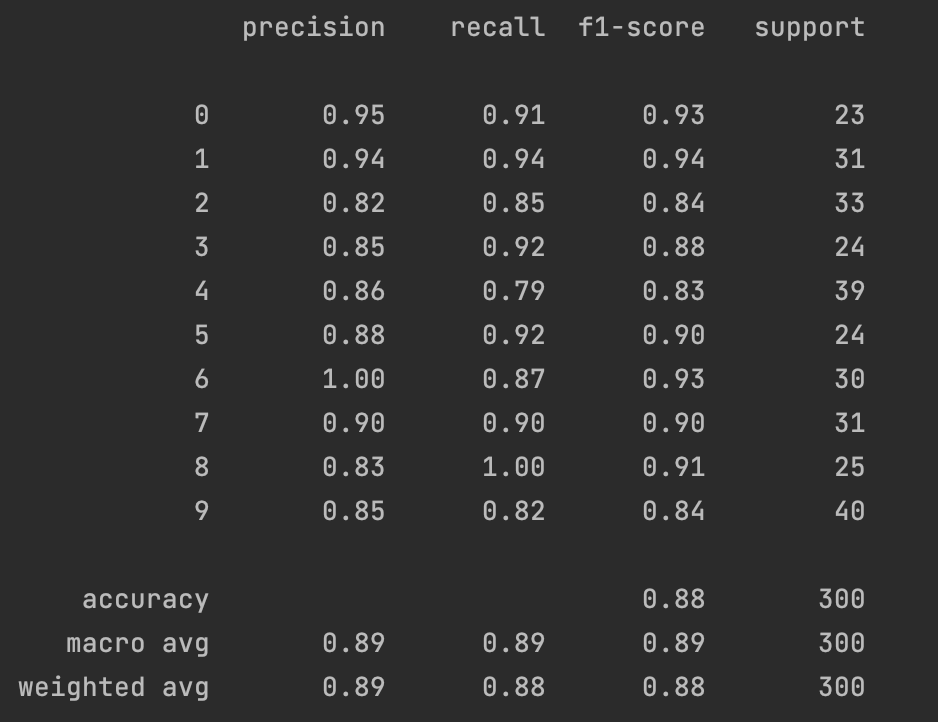 precision recall f1-score support
0 0.95 0.91 0.93 23
1 0.94 0.94 0.94 31
2 0.82 0.85 0.84 33
3 0.85 0.92 0.88 24
4 0.86 0.79 0.83 39
5 0.88 0.92 0.90 24
6 1.00 0.87 0.93 30
7 0.90 0.90 0.90 31
8 0.83 1.00 0.91 25
9 0.85 0.82 0.84 40
accuracy 0.88 300
macro avg 0.89 0.89 0.89 300
weighted avg 0.89 0.88 0.88 300